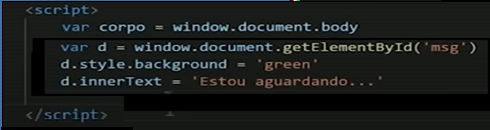 <script>
var corpo = window.document.body
var d = window.document.getElementById('msg')
d.style.background = 'green'
d.innerText = 'Estou aguardando...'
</script>